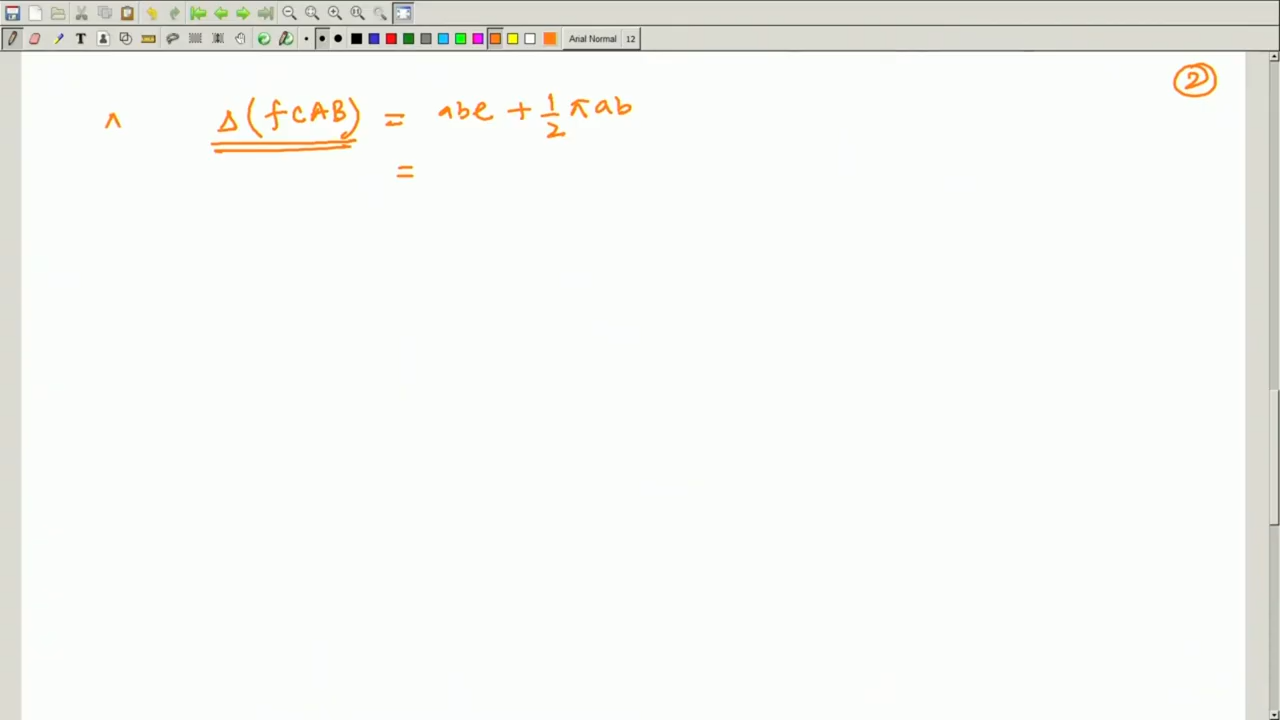 Arial Normal 12
②
^ Δ(fCAB) = abe + 1/2 πab
=